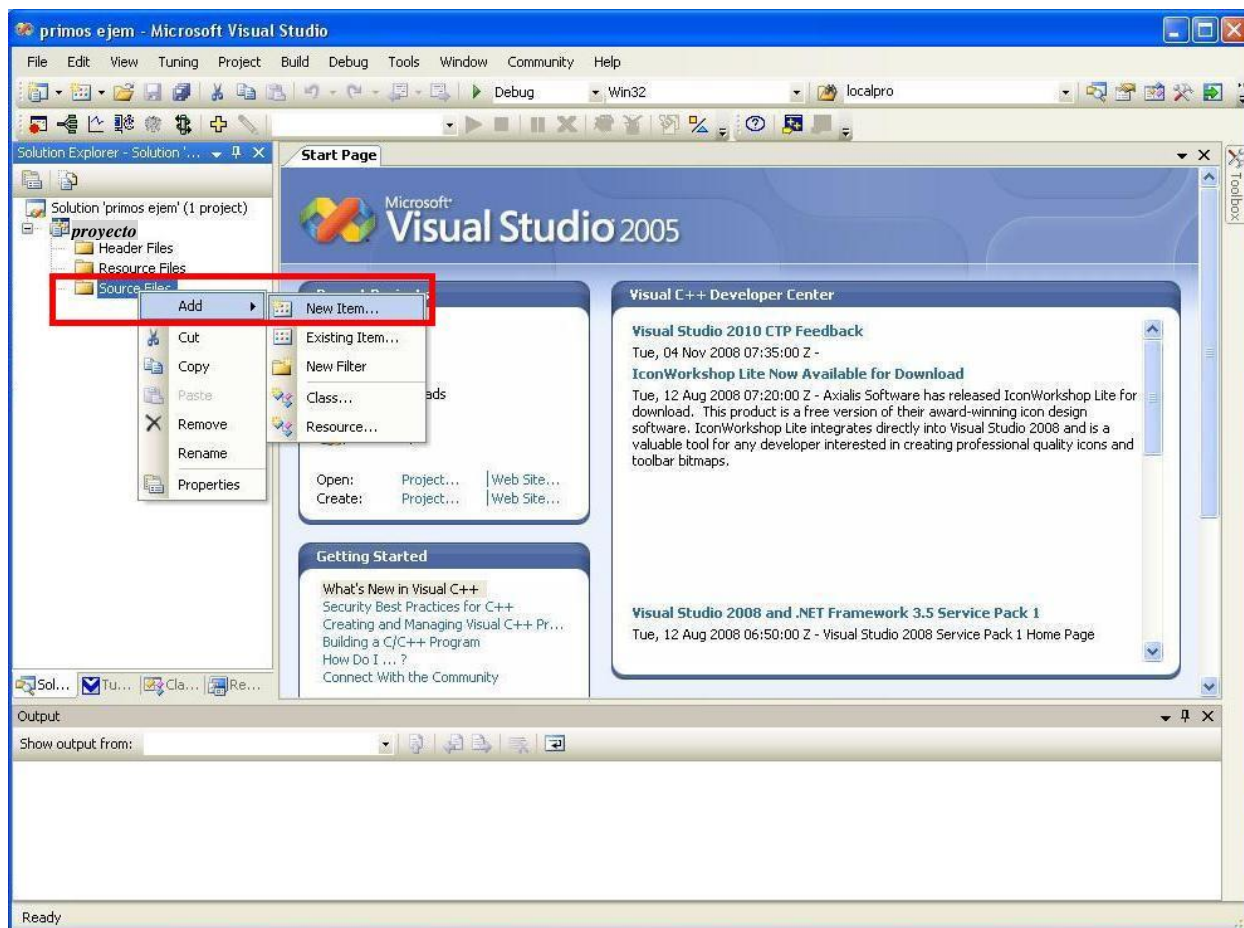 primos ejem - Microsoft Visual Studio
File Edit View Tuning Project Build Debug Tools Window Community Help
Debug Win32 localpro
Solution Explorer - Solution '...
Start Page
Toolbox
Solution 'primos ejem' (1 project)
proyecto
Header Files
Resource Files
Source Files
Add
Cut
Copy
Paste
Remove
Rename
Properties
New Item...
Existing Item...
New Filter
Class...
Resource...
Microsoft
Visual Studio 2005
ads
Open: Project... Web Site...
Create: Project... Web Site...
Getting Started
What's New in Visual C++
Security Best Practices for C++
Creating and Managing Visual C++ Pr...
Building a C/C++ Program
How Do I ... ?
Connect With the Community
Visual C++ Developer Center
Visual Studio 2010 CTP Feedback
Tue, 04 Nov 2008 07:35:00 Z -
IconWorkshop Lite Now Available for Download
Tue, 12 Aug 2008 07:20:00 Z - Axialis Software has released IconWorkshop Lite for
download. This product is a free version of their award-winning icon design
software. IconWorkshop Lite integrates directly into Visual Studio 2008 and is a
valuable tool for any developer interested in creating professional quality icons and
toolbar bitmaps.
Visual Studio 2008 and .NET Framework 3.5 Service Pack 1
Tue, 12 Aug 2008 06:50:00 Z - Visual Studio 2008 Service Pack 1 Home Page
Sol... Tu... Cla... Re...
Output
Show output from:
Ready